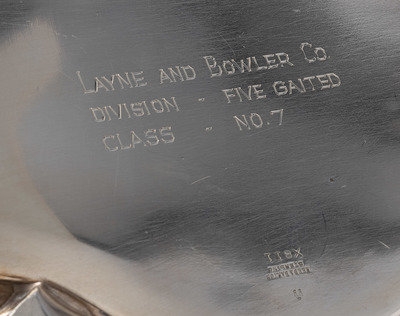 LAYNE AND BOWLER CO.
DIVISION - FIVE GAITED
CLASS - NO. 7